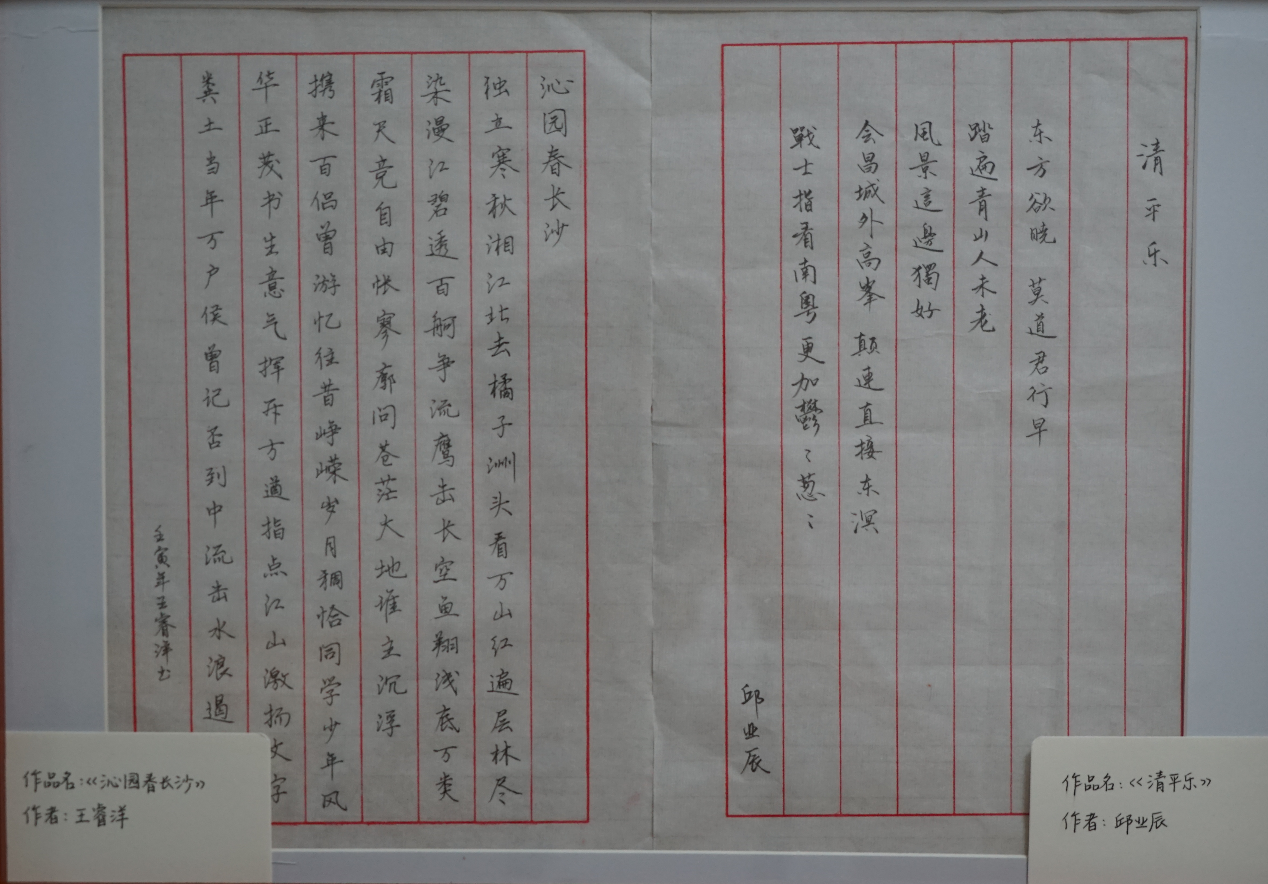 清平乐
东方欲晓 莫道君行早
踏遍青山人未老
風景這邊獨好
会昌城外高峯 颠連直接东溟
戰士指看南粤更加鬱〻葱〻
邱业辰
沁园春长沙
独立寒秋湘江北去橘子洲头看万山红遍层林尽
染漫江碧透百舸争流鹰击长空鱼翔浅底万类
霜天竞自由怅寥廓问苍茫大地谁主沉浮
携来百侣曾游忆往昔峥嵘岁月稠恰同学少年风
华正茂书生意气挥斥方遒指点江山激扬文字
粪土当年万户侯曾记否到中流击水浪遏
壬寅年王睿洋书
作品名:《沁园春长沙》
作者:王睿洋
作品名:《清平乐》
作者:邱业辰